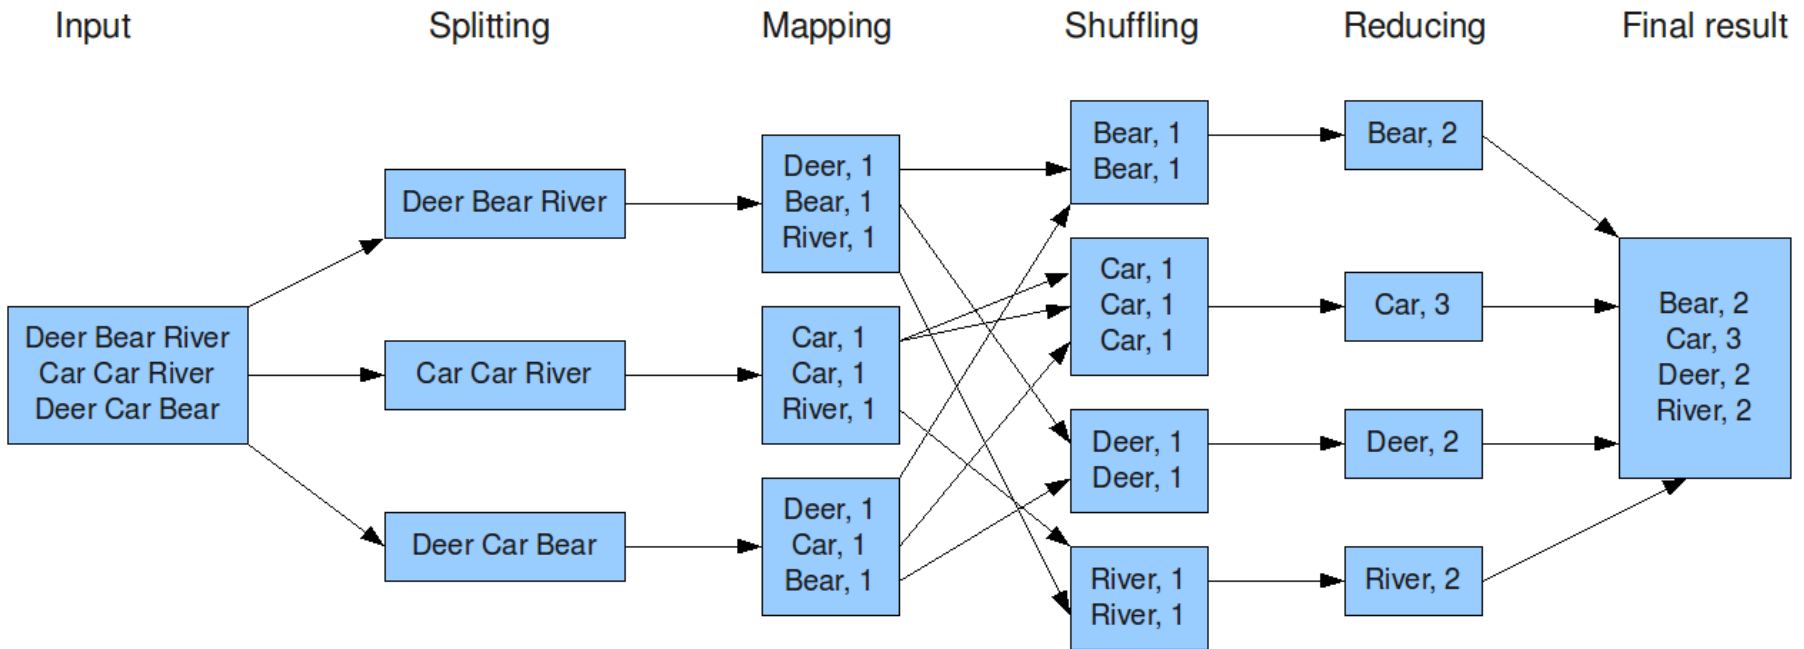 Input
Splitting
Mapping
Shuffling
Reducing
Final result
Deer Bear River
Car Car River
Deer Car Bear
Deer Bear River
Car Car River
Deer Car Bear
Deer, 1
Bear, 1
River, 1
Car, 1
Car, 1
River, 1
Deer, 1
Car, 1
Bear, 1
Bear, 1
Bear, 1
Car, 1
Car, 1
Car, 1
Deer, 1
Deer, 1
River, 1
River, 1
Bear, 2
Car, 3
Deer, 2
River, 2
Bear, 2
Car, 3
Deer, 2
River, 2